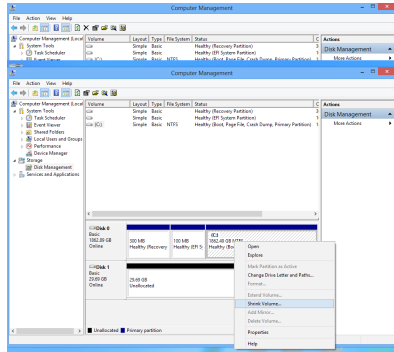 Computer Management
File Action View Help
Computer Management (Local
System Tools
Task Scheduler
Event Viewer
Volume Layout Type File System Status C
Simple Basic Healthy (Recovery Partition) 3
Simple Basic Healthy (EFI System Partition) 1
(C:) Simple Basic NTFS Healthy (Boot, Page File, Crash Dump, Primary Partition) 1
Actions
Disk Management
More Actions
Computer Management
File Action View Help
Computer Management (Local
System Tools
Task Scheduler
Event Viewer
Shared Folders
Local Users and Groups
Performance
Device Manager
Storage
Disk Management
Services and Applications
Volume Layout Type File System Status C
Simple Basic Healthy (Recovery Partition) 3
Simple Basic Healthy (EFI System Partition) 1
(C:) Simple Basic NTFS Healthy (Boot, Page File, Crash Dump, Primary Partition) 1
Actions
Disk Management
More Actions
Disk 0
Basic
1862.89 GB
Online
300 MB
Healthy (Recovery
100 MB
Healthy (EFI S
(C:)
1862.49 GB NTFS
Healthy (Boo
Disk 1
Basic
29.69 GB
Online
29.69 GB
Unallocated
Open
Explore
Mark Partition as Active
Change Drive Letter and Paths...
Format...
Extend Volume...
Shrink Volume...
Add Mirror...
Delete Volume...
Properties
Help
Unallocated Primary partition